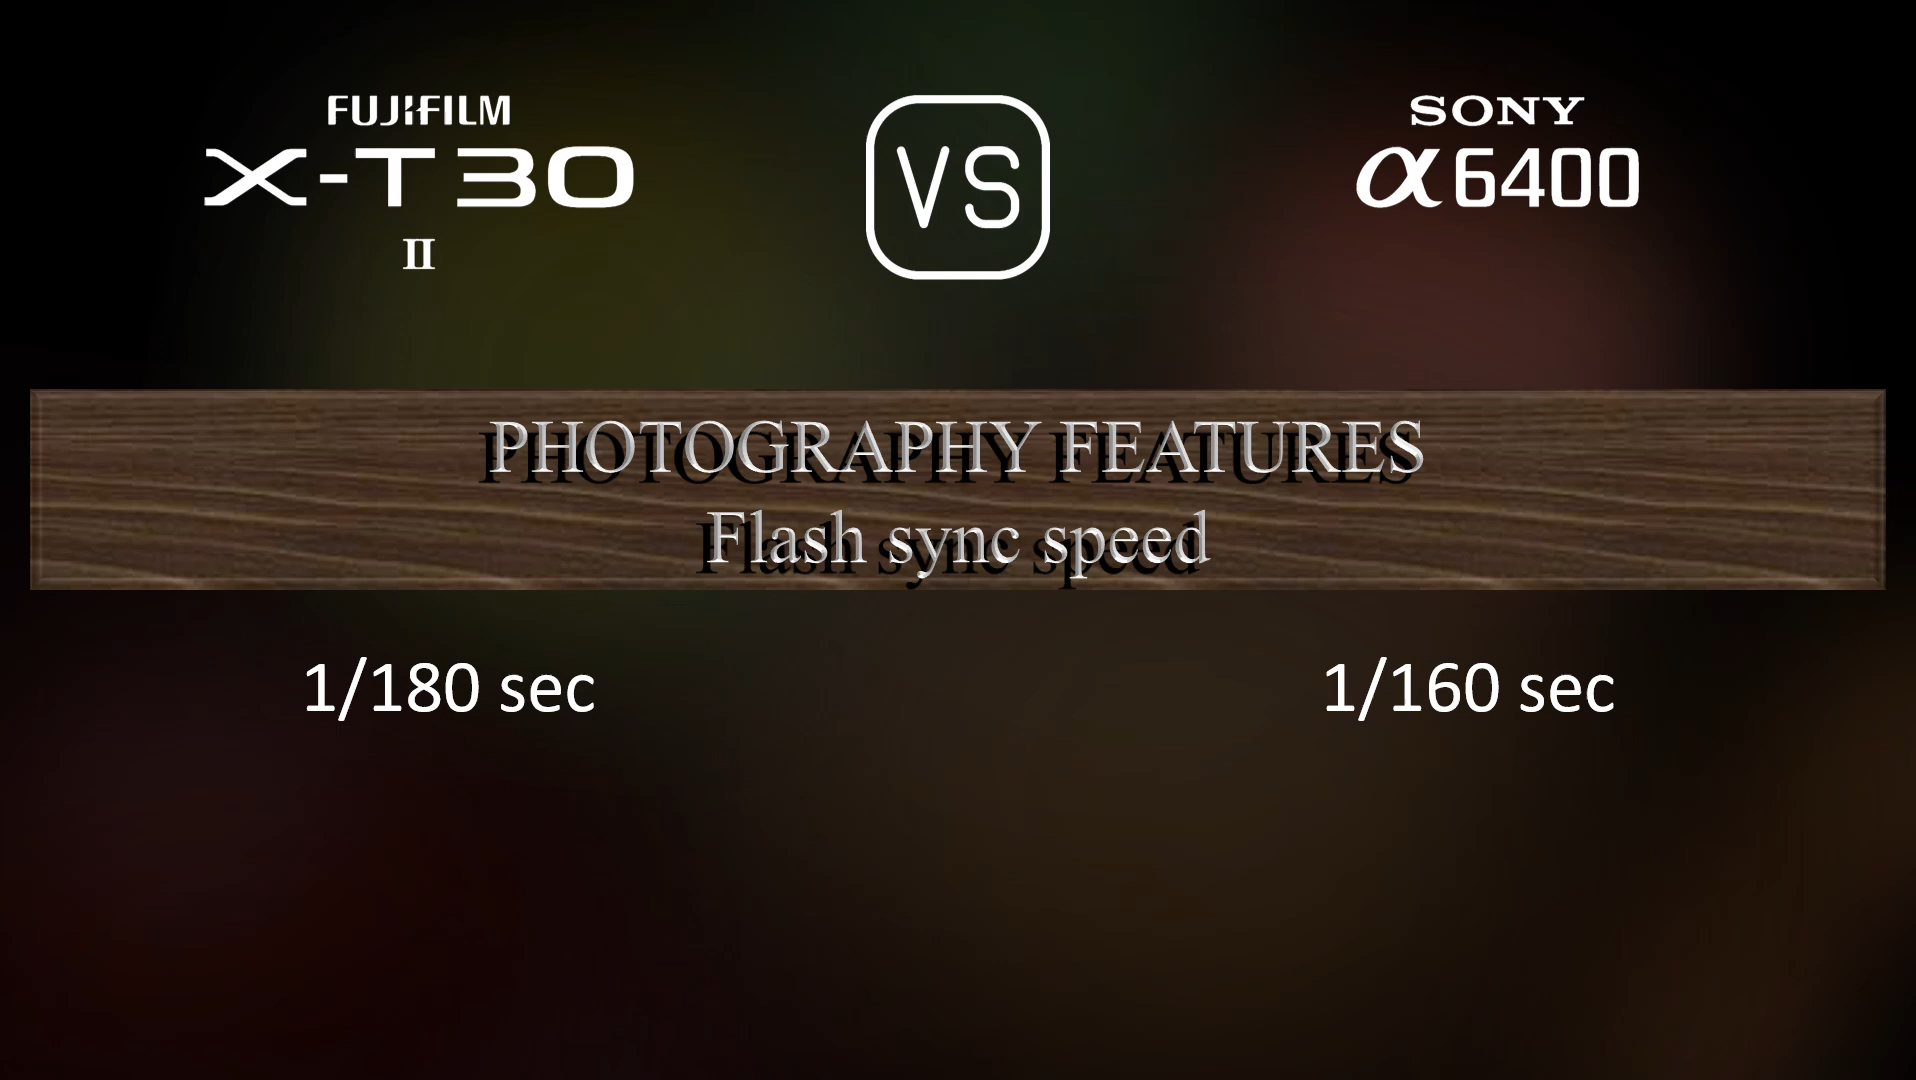 FUJIFILM
X-T30
II
VS
SONY
α6400
PHOTOGRAPHY FEATURES
Flash sync speed
1/180 sec
1/160 sec